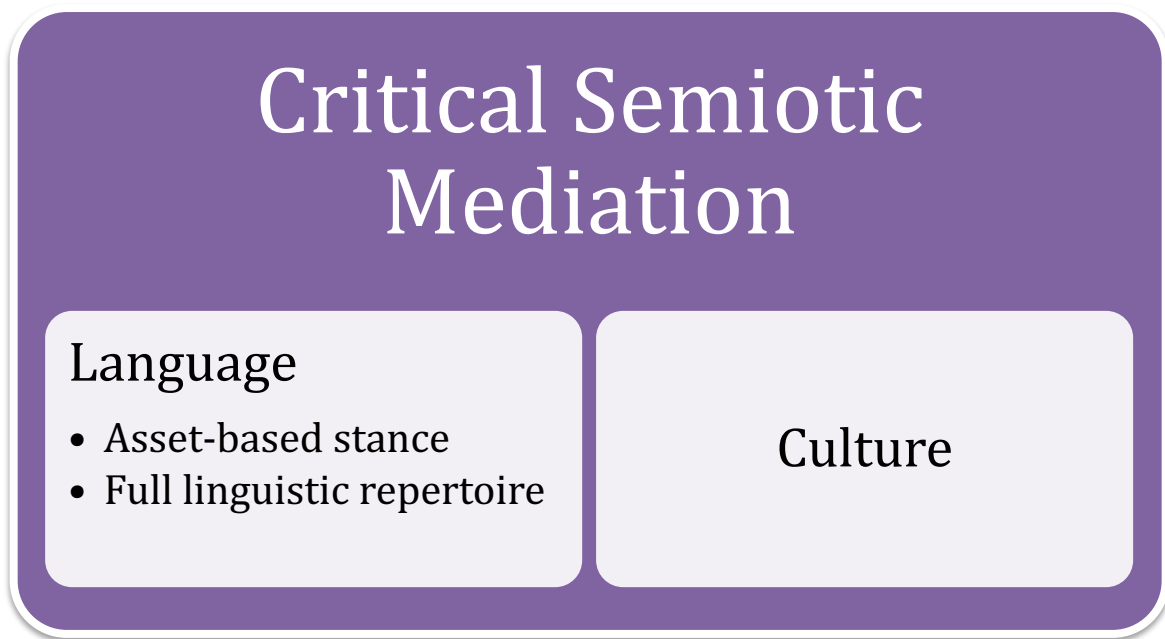 Critical Semiotic
Mediation
Language
• Asset-based stance
• Full linguistic repertoire
Culture